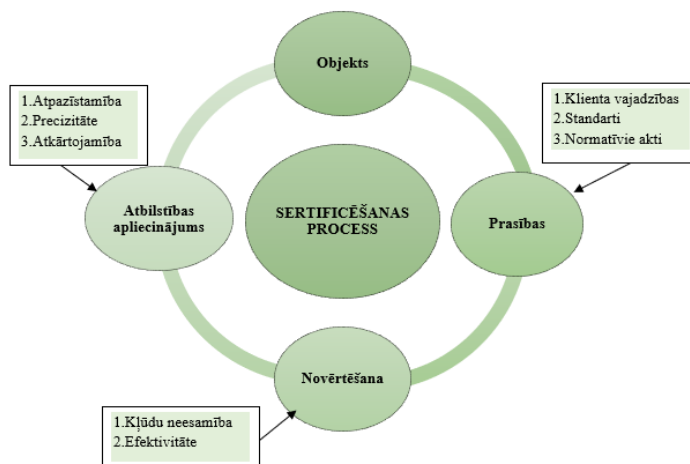 Objekts
1.Atpazīstamība
2.Precizitāte
3.Atkārtojamība
1.Klienta vajadzības
2.Standarti
3.Normatīvie akti
Atbilstības
apliecinājums
SERTIFICĒŠANAS
PROCESS
Prasības
Novērtēšana
1.Kļūdu neesamība
2.Efektivitāte